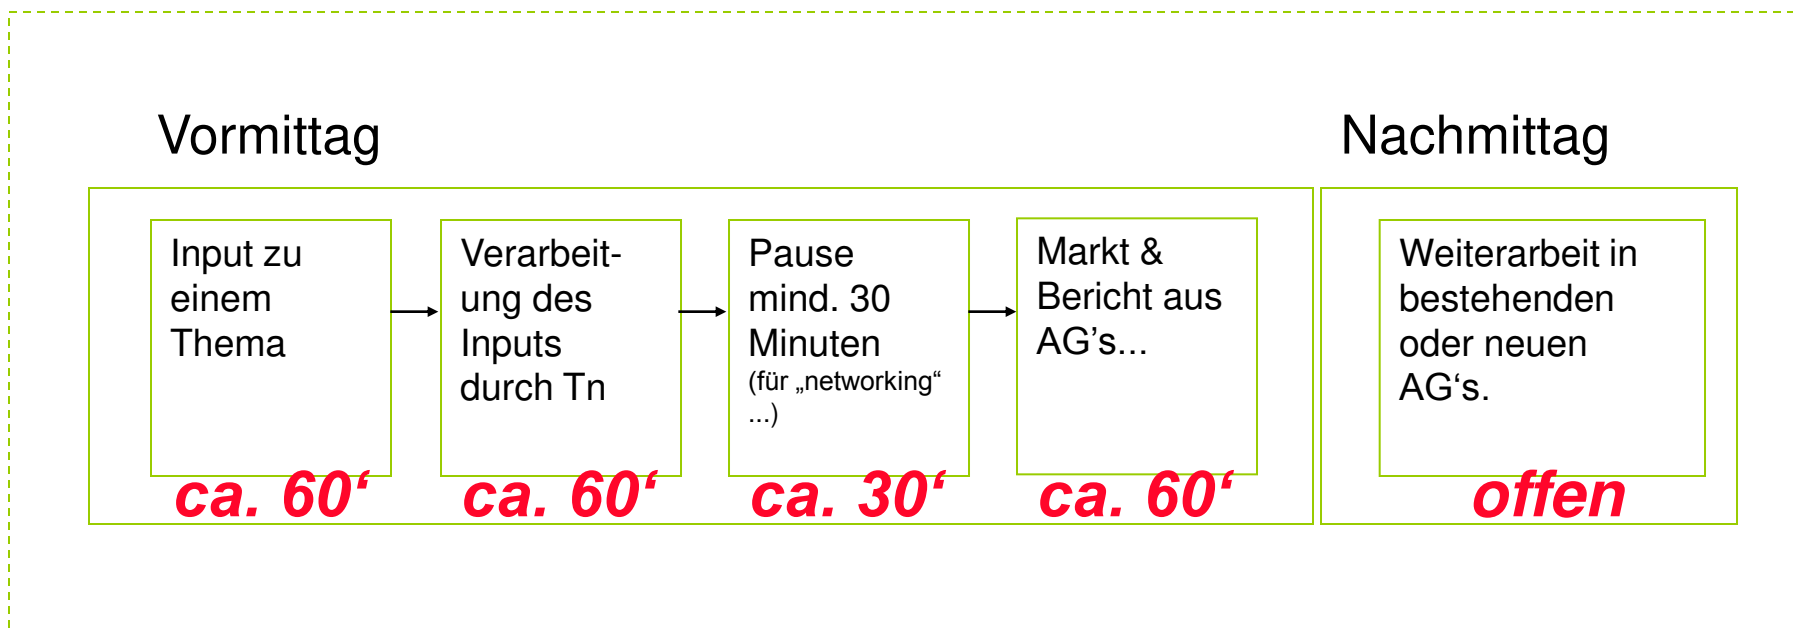 Vormittag
Nachmittag
Input zu
einem
Thema
ca. 60‘
Verarbeit-
ung des
Inputs
durch Tn
ca. 60‘
Pause
mind. 30
Minuten
(für „networking“
...)
ca. 30‘
Markt &
Bericht aus
AG’s...
ca. 60‘
Weiterarbeit in
bestehenden
oder neuen
AG‘s.
offen